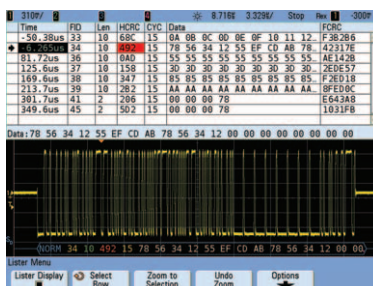 310▽/ 2 3 4 8.716% 3.329%/ Stop Hex 1 -300▽
Time FID Len HCRC CYC Data FCRC
-50.38us 33 10 68C 15 0A 0B 0C 0D 0E 0F 10 11 12… F3B2B6
-6.265us 34 10 492 15 78 56 34 12 55 EF CD AB 78… 42317E
81.72us 36 10 0AD 15 55 55 55 55 55 55 55 55 55… AE142B
125.6us 37 10 158 15 3D 3D 3D 3D 3D 3D 3D 3D 3D… 2EDE57
169.6us 38 10 347 15 85 85 85 85 85 85 85 85 85… F2ED18
213.7us 39 10 2B2 15 AA AA AA AA AA AA AA AA AA… 8FED0C
301.7us 41 2 206 15 00 00 00 78 E643A8
349.6us 45 2 5D2 15 00 00 00 78 1031FB
Data: 78 56 34 12 55 EF CD AB 78 56 34 12 00 00 00 00 00 00 00 00
NORM 34 10 492 15 78 56 34 12 55 EF CD AB 78 56 34 12 00 00
Lister Menu
Lister Display Select Row Zoom to Selection Undo Zoom Options